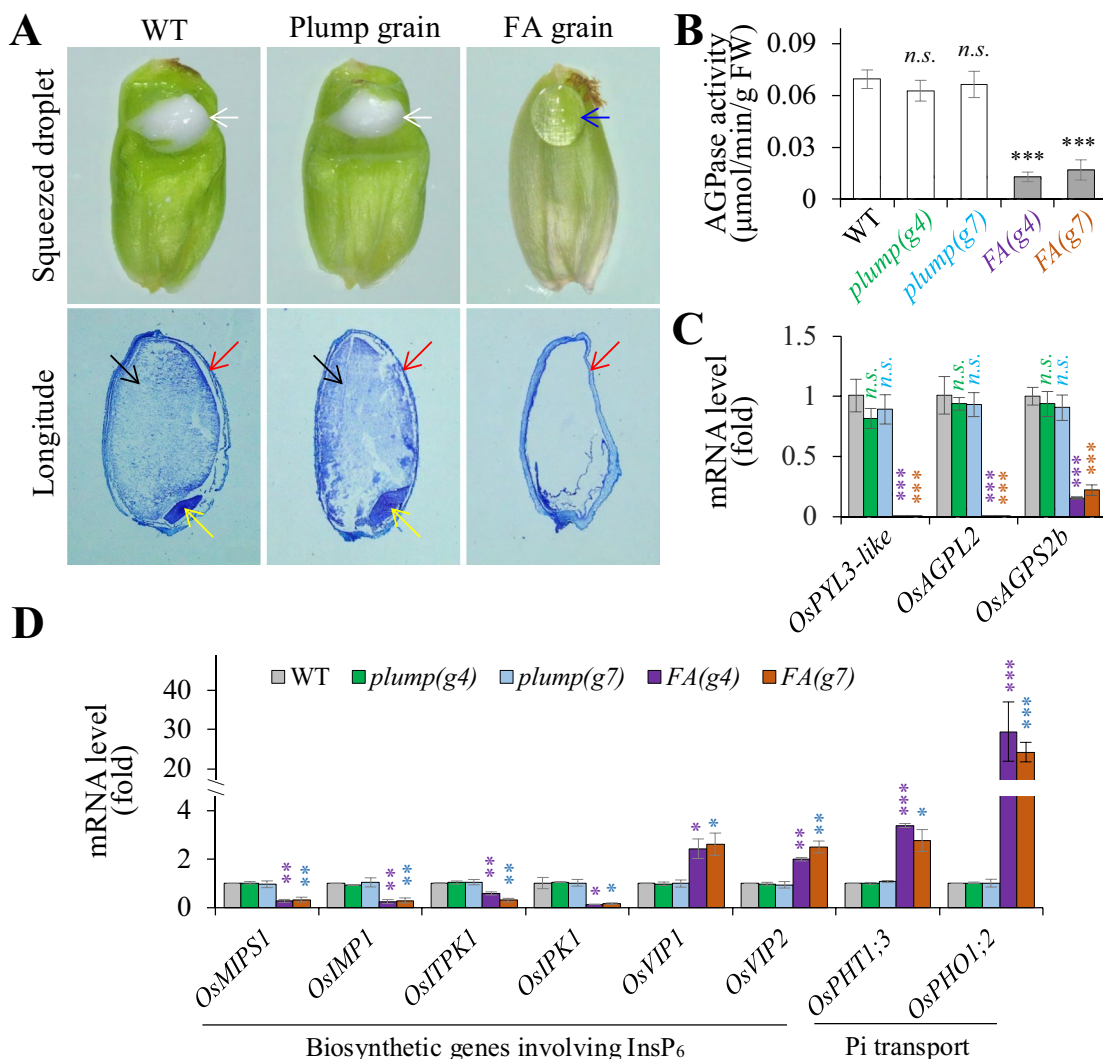 A
WT
Plump grain
FA grain
Squeezed droplet
Longitude
B
AGPase activity
(μmol/min/g FW)
0.09
0.06
0.03
0
n.s.
n.s.
***
***
WT
plump(g4)
plump(g7)
FA(g4)
FA(g7)
C
mRNA level
(fold)
1.5
1
0.5
0
n.s.
n.s.
***
***
n.s.
n.s.
***
***
n.s.
n.s.
***
***
OsPYL3-like
OsAGPL2
OsAGPS2b
D
WT
plump(g4)
plump(g7)
FA(g4)
FA(g7)
mRNA level
(fold)
40
30
20
4
2
0
**
**
**
**
**
**
*
*
*
*
**
**
***
*
***
***
OsMIPS1
OsIMP1
OsITPK1
OsIPK1
OsVIP1
OsVIP2
OsPHT1;3
OsPHO1;2
Biosynthetic genes involving InsP₆
Pi transport